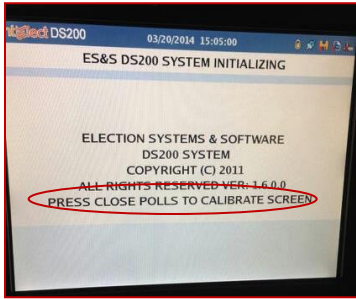 intElect DS200 03/20/2014 15:05:00
ES&S DS200 SYSTEM INITIALIZING
ELECTION SYSTEMS & SOFTWARE
DS200 SYSTEM
COPYRIGHT (C) 2011
ALL RIGHTS RESERVED VER: 1.6.0.0
PRESS CLOSE POLLS TO CALIBRATE SCREEN